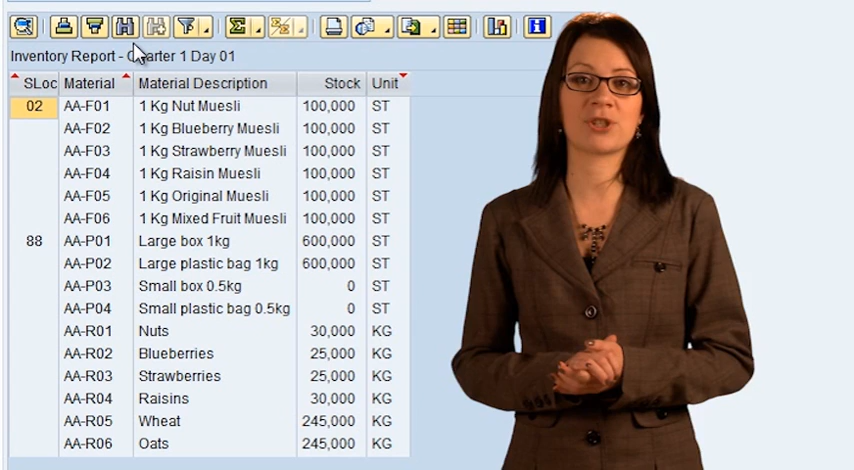 Inventory Report - Quarter 1 Day 01
SLoc Material Material Description Stock Unit
02 AA-F01 1 Kg Nut Muesli 100,000 ST
AA-F02 1 Kg Blueberry Muesli 100,000 ST
AA-F03 1 Kg Strawberry Muesli 100,000 ST
AA-F04 1 Kg Raisin Muesli 100,000 ST
AA-F05 1 Kg Original Muesli 100,000 ST
AA-F06 1 Kg Mixed Fruit Muesli 100,000 ST
88 AA-P01 Large box 1kg 600,000 ST
AA-P02 Large plastic bag 1kg 600,000 ST
AA-P03 Small box 0.5kg 0 ST
AA-P04 Small plastic bag 0.5kg 0 ST
AA-R01 Nuts 30,000 KG
AA-R02 Blueberries 25,000 KG
AA-R03 Strawberries 25,000 KG
AA-R04 Raisins 30,000 KG
AA-R05 Wheat 245,000 KG
AA-R06 Oats 245,000 KG